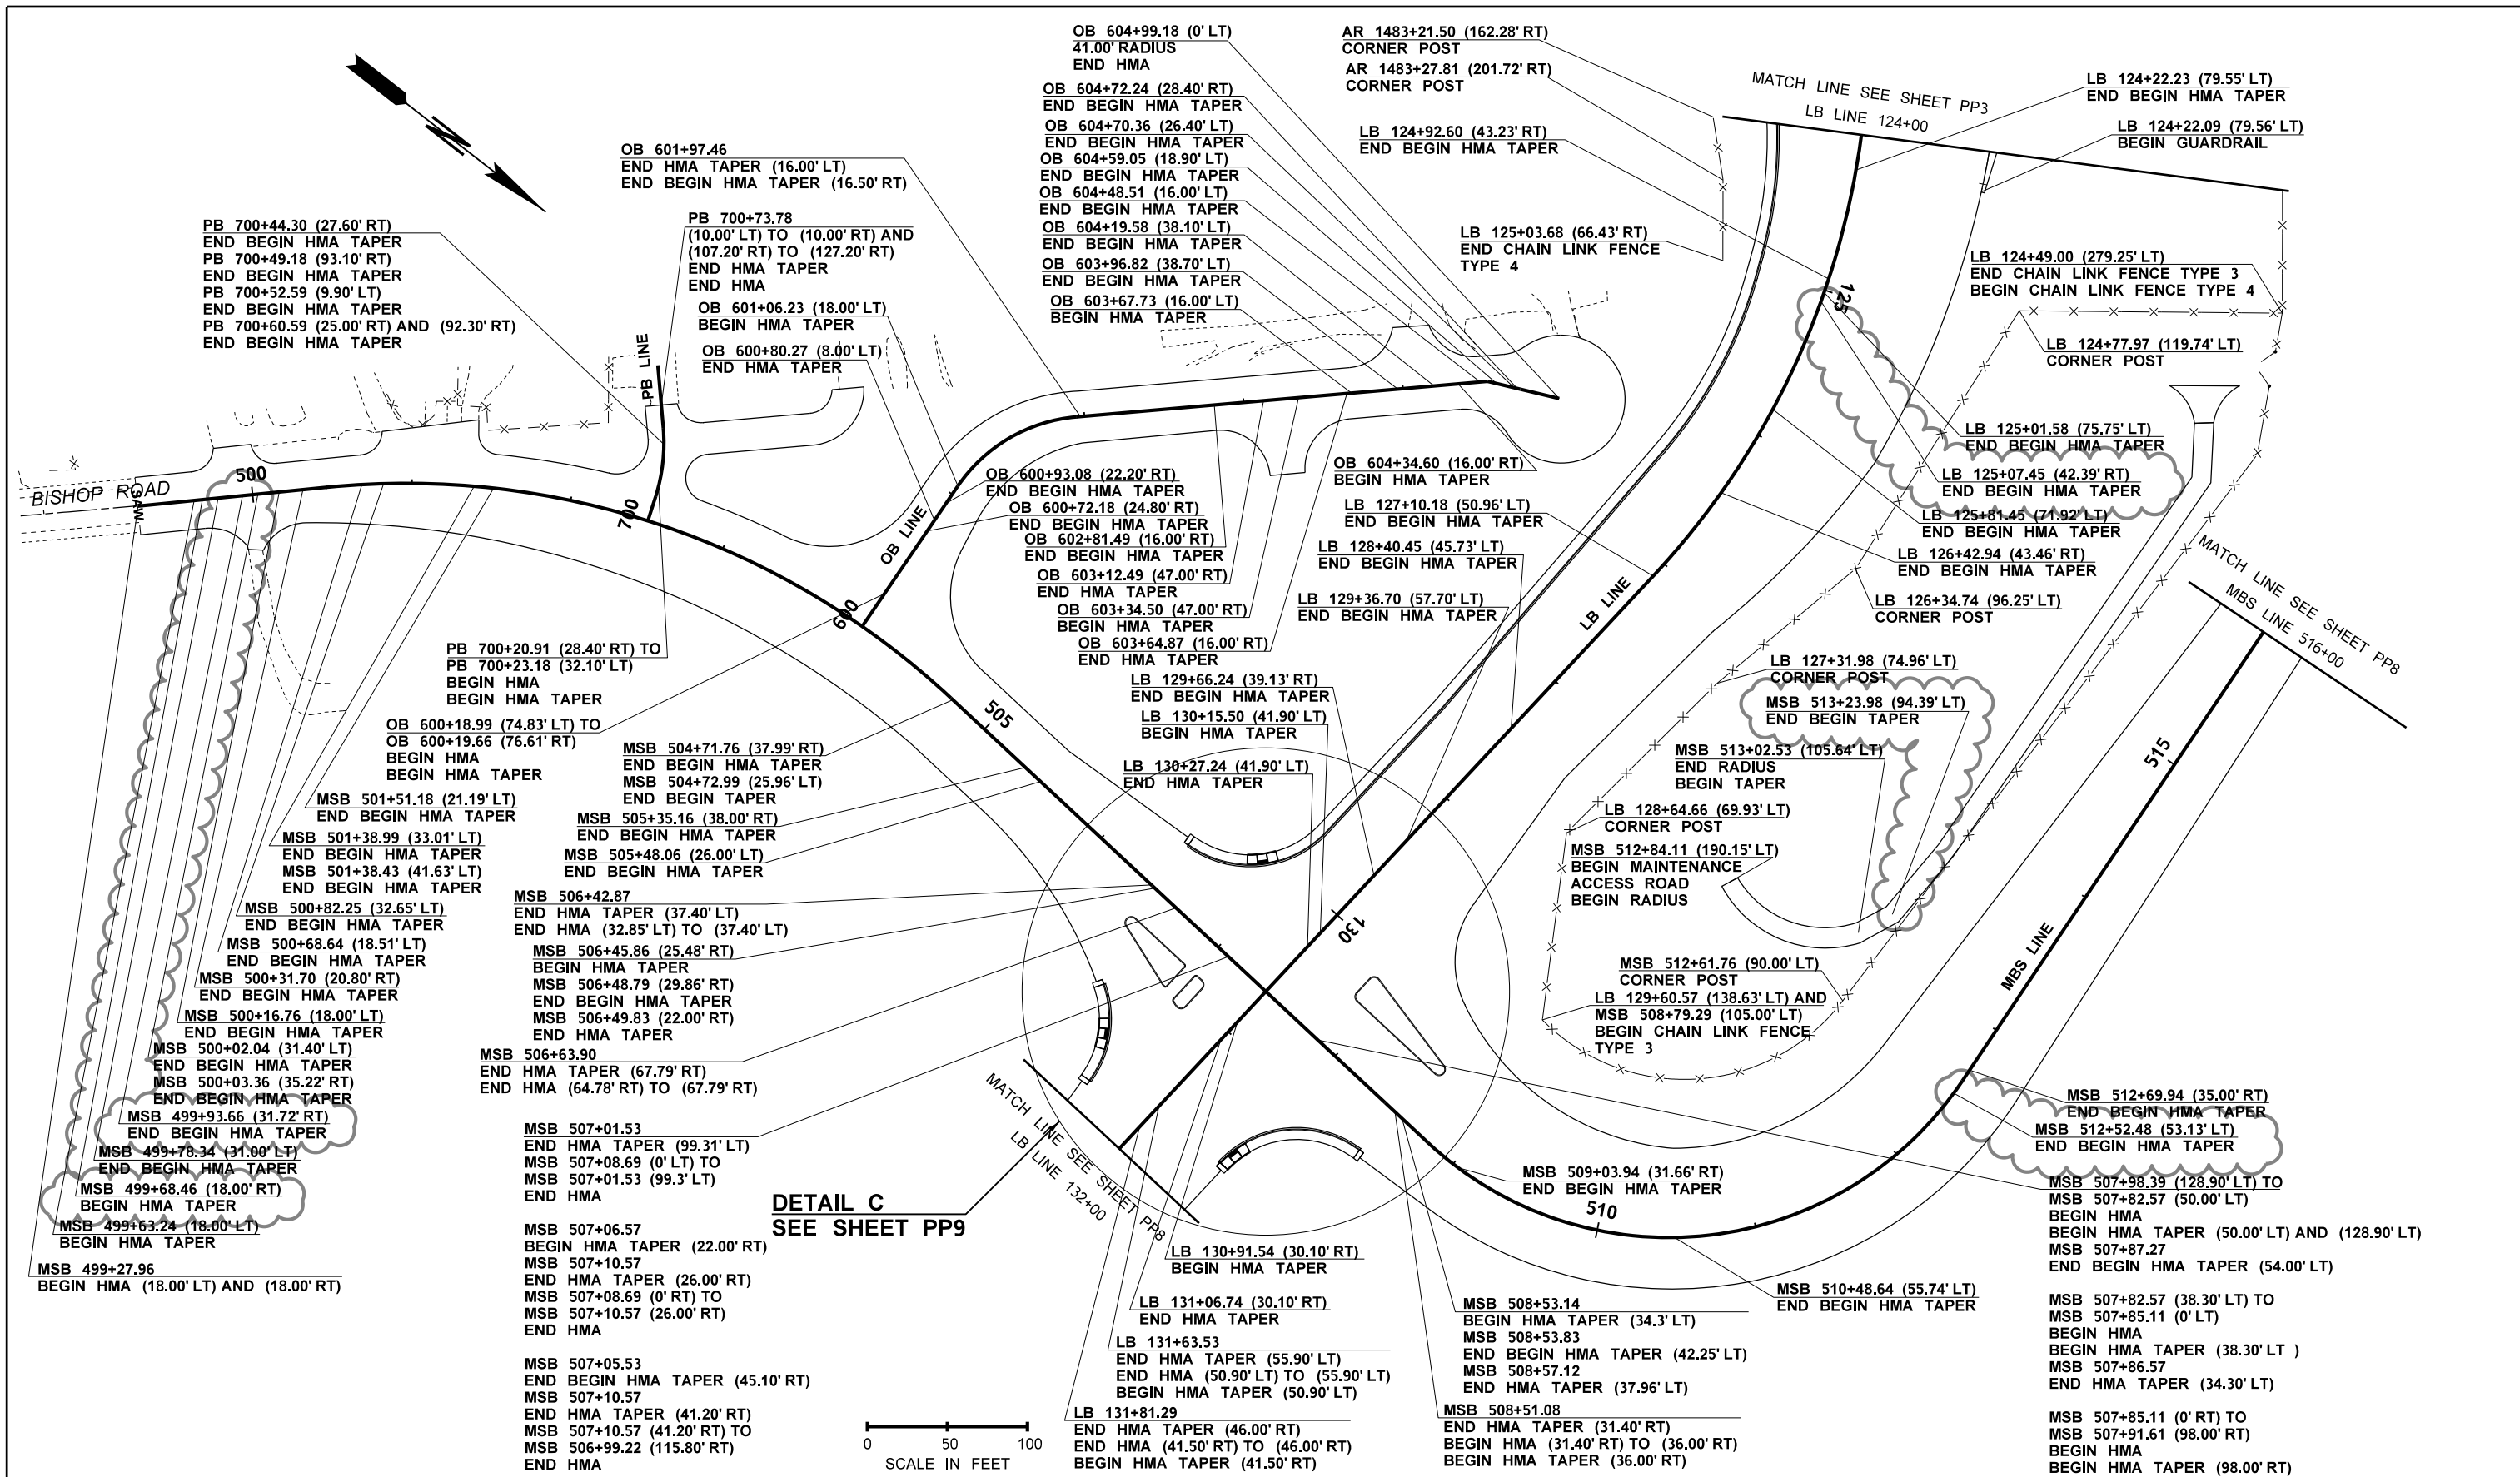 OB 604+99.18 (0' LT)
41.00' RADIUS
END HMA
OB 604+72.24 (28.40' RT)
END BEGIN HMA TAPER
OB 604+70.36 (26.40' LT)
END BEGIN HMA TAPER
OB 604+59.05 (18.90' LT)
END BEGIN HMA TAPER
OB 604+48.51 (16.00' LT)
END BEGIN HMA TAPER
OB 604+19.58 (38.10' LT)
END BEGIN HMA TAPER
OB 603+96.82 (38.70' LT)
END BEGIN HMA TAPER
OB 603+67.73 (16.00' LT)
BEGIN HMA TAPER
AR 1483+21.50 (162.28' RT)
CORNER POST
AR 1483+27.81 (201.72' RT)
CORNER POST
LB 124+92.60 (43.23' RT)
END BEGIN HMA TAPER
LB 125+03.68 (66.43' RT)
END CHAIN LINK FENCE
TYPE 4
MATCH LINE SEE SHEET PP3
LB LINE 124+00
LB 124+22.23 (79.55' LT)
END BEGIN HMA TAPER
LB 124+22.09 (79.56' LT)
BEGIN GUARDRAIL
LB 124+49.00 (279.25' LT)
END CHAIN LINK FENCE TYPE 3
BEGIN CHAIN LINK FENCE TYPE 4
LB 124+77.97 (119.74' LT)
CORNER POST
125
LB 125+01.58 (75.75' LT)
END BEGIN HMA TAPER
LB 125+07.45 (42.39' RT)
END BEGIN HMA TAPER
LB 125+81.45 (71.92' LT)
END BEGIN HMA TAPER
LB 126+42.94 (43.46' RT)
END BEGIN HMA TAPER
LB 126+34.74 (96.25' LT)
CORNER POST
MATCH LINE SEE SHEET PP8
MBS LINE 516+00
N
OB 601+97.46
END HMA TAPER (16.00' LT)
END BEGIN HMA TAPER (16.50' RT)
PB 700+44.30 (27.60' RT)
END BEGIN HMA TAPER
PB 700+49.18 (93.10' RT)
END BEGIN HMA TAPER
PB 700+52.59 (9.90' LT)
END BEGIN HMA TAPER
PB 700+60.59 (25.00' RT) AND (92.30' RT)
END BEGIN HMA TAPER
PB 700+73.78
(10.00' LT) TO (10.00' RT) AND
(107.20' RT) TO (127.20' RT)
END HMA TAPER
END HMA
OB 601+06.23 (18.00' LT)
BEGIN HMA TAPER
OB 600+80.27 (8.00' LT)
END HMA TAPER
PB LINE
BISHOP ROAD
SAW
500
700
OB LINE
600
OB 600+93.08 (22.20' RT)
END BEGIN HMA TAPER
OB 600+72.18 (24.80' RT)
END BEGIN HMA TAPER
OB 602+81.49 (16.00' RT)
END BEGIN HMA TAPER
OB 603+12.49 (47.00' RT)
END HMA TAPER
OB 603+34.50 (47.00' RT)
BEGIN HMA TAPER
OB 603+64.87 (16.00' RT)
END HMA TAPER
OB 604+34.60 (16.00' RT)
BEGIN HMA TAPER
LB 127+10.18 (50.96' LT)
END BEGIN HMA TAPER
LB 128+40.45 (45.73' LT)
END BEGIN HMA TAPER
LB 129+36.70 (57.70' LT)
END BEGIN HMA TAPER
LB LINE
LB 129+66.24 (39.13' RT)
END BEGIN HMA TAPER
LB 130+15.50 (41.90' LT)
BEGIN HMA TAPER
LB 130+27.24 (41.90' LT)
END HMA TAPER
LB 127+31.98 (74.96' LT)
CORNER POST
MSB 513+23.98 (94.39' LT)
END BEGIN TAPER
MSB 513+02.53 (105.64' LT)
END RADIUS
BEGIN TAPER
LB 128+64.66 (69.93' LT)
CORNER POST
MSB 512+84.11 (190.15' LT)
BEGIN MAINTENANCE
ACCESS ROAD
BEGIN RADIUS
515
130
MBS LINE
MSB 512+61.76 (90.00' LT)
CORNER POST
LB 129+60.57 (138.63' LT) AND
MSB 508+79.29 (105.00' LT)
BEGIN CHAIN LINK FENCE
TYPE 3
PB 700+20.91 (28.40' RT) TO
PB 700+23.18 (32.10' LT)
BEGIN HMA
BEGIN HMA TAPER
OB 600+18.99 (74.83' LT) TO
OB 600+19.66 (76.61' RT)
BEGIN HMA
BEGIN HMA TAPER
505
MSB 504+71.76 (37.99' RT)
END BEGIN HMA TAPER
MSB 504+72.99 (25.96' LT)
END BEGIN TAPER
MSB 505+35.16 (38.00' RT)
END BEGIN HMA TAPER
MSB 505+48.06 (26.00' LT)
END BEGIN HMA TAPER
MSB 506+42.87
END HMA TAPER (37.40' LT)
END HMA (32.85' LT) TO (37.40' LT)
MSB 506+45.86 (25.48' RT)
BEGIN HMA TAPER
MSB 506+48.79 (29.86' RT)
END BEGIN HMA TAPER
MSB 506+49.83 (22.00' RT)
END HMA TAPER
MSB 506+63.90
END HMA TAPER (67.79' RT)
END HMA (64.78' RT) TO (67.79' RT)
MSB 501+51.18 (21.19' LT)
END BEGIN HMA TAPER
MSB 501+38.99 (33.01' LT)
END BEGIN HMA TAPER
MSB 501+38.43 (41.63' LT)
END BEGIN HMA TAPER
MSB 500+82.25 (32.65' LT)
END BEGIN HMA TAPER
MSB 500+68.64 (18.51' LT)
END BEGIN HMA TAPER
MSB 500+31.70 (20.80' RT)
END BEGIN HMA TAPER
MSB 500+16.76 (18.00' LT)
END BEGIN HMA TAPER
MSB 500+02.04 (31.40' LT)
END BEGIN HMA TAPER
MSB 500+03.36 (35.22' RT)
END BEGIN HMA TAPER
MSB 499+93.66 (31.72' RT)
END BEGIN HMA TAPER
MSB 499+78.34 (31.00' LT)
END BEGIN HMA TAPER
MSB 499+68.46 (18.00' RT)
BEGIN HMA TAPER
MSB 499+63.24 (18.00' LT)
BEGIN HMA TAPER
MSB 499+27.96
BEGIN HMA (18.00' LT) AND (18.00' RT)
MSB 507+01.53
END HMA TAPER (99.31' LT)
MSB 507+08.69 (0' LT) TO
MSB 507+01.53 (99.3' LT)
END HMA
MSB 507+06.57
BEGIN HMA TAPER (22.00' RT)
MSB 507+10.57
END HMA TAPER (26.00' RT)
MSB 507+08.69 (0' RT) TO
MSB 507+10.57 (26.00' RT)
END HMA
MSB 507+05.53
END BEGIN HMA TAPER (45.10' RT)
MSB 507+10.57
END HMA TAPER (41.20' RT)
MSB 507+10.57 (41.20' RT) TO
MSB 506+99.22 (115.80' RT)
END HMA
DETAIL C
SEE SHEET PP9
MATCH LINE SEE SHEET PP8
LB LINE 132+00
0 50 100
SCALE IN FEET
LB 130+91.54 (30.10' RT)
BEGIN HMA TAPER
LB 131+06.74 (30.10' RT)
END HMA TAPER
LB 131+63.53
END HMA TAPER (55.90' LT)
END HMA (50.90' LT) TO (55.90' LT)
BEGIN HMA TAPER (50.90' LT)
LB 131+81.29
END HMA TAPER (46.00' RT)
END HMA (41.50' RT) TO (46.00' RT)
BEGIN HMA TAPER (41.50' RT)
MSB 509+03.94 (31.66' RT)
END BEGIN HMA TAPER
510
MSB 508+53.14
BEGIN HMA TAPER (34.3' LT)
MSB 508+53.83
END BEGIN HMA TAPER (42.25' LT)
MSB 508+57.12
END HMA TAPER (37.96' LT)
MSB 508+51.08
END HMA TAPER (31.40' RT)
BEGIN HMA (31.40' RT) TO (36.00' RT)
BEGIN HMA TAPER (36.00' RT)
MSB 510+48.64 (55.74' LT)
END BEGIN HMA TAPER
MSB 512+69.94 (35.00' RT)
END BEGIN HMA TAPER
MSB 512+52.48 (53.13' LT)
END BEGIN HMA TAPER
MSB 507+98.39 (128.90' LT) TO
MSB 507+82.57 (50.00' LT)
BEGIN HMA
BEGIN HMA TAPER (50.00' LT) AND (128.90' LT)
MSB 507+87.27
END BEGIN HMA TAPER (54.00' LT)
MSB 507+82.57 (38.30' LT) TO
MSB 507+85.11 (0' LT)
BEGIN HMA
BEGIN HMA TAPER (38.30' LT )
MSB 507+86.57
END HMA TAPER (34.30' LT)
MSB 507+85.11 (0' RT) TO
MSB 507+91.61 (98.00' RT)
BEGIN HMA
BEGIN HMA TAPER (98.00' RT)